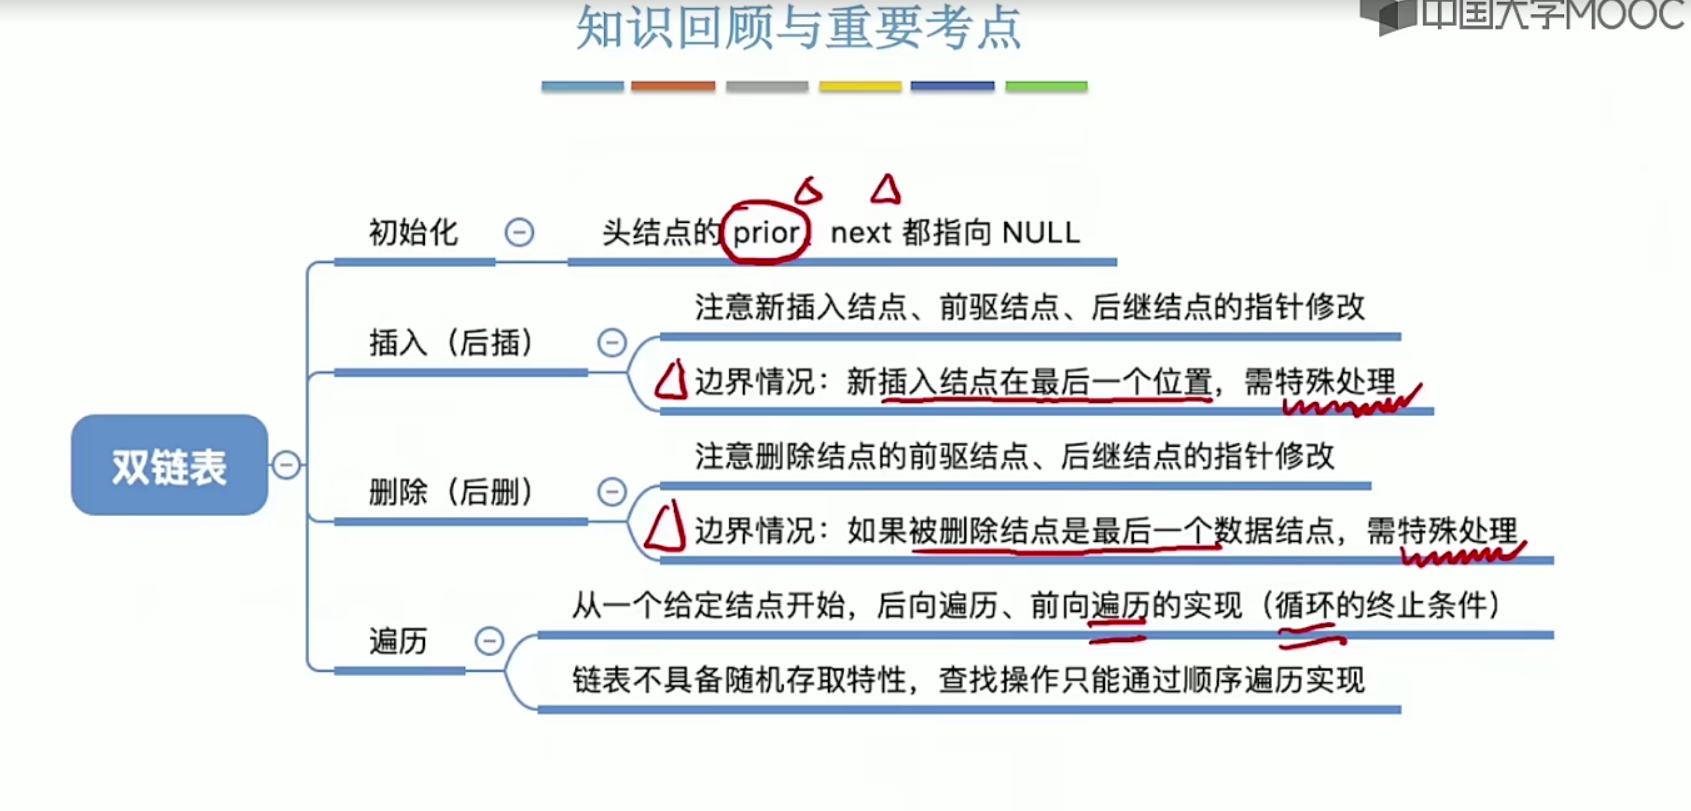 中国大学MOOC
知识回顾与重要考点
双链表
初始化
头结点的 prior、next 都指向 NULL
插入（后插）
注意新插入结点、前驱结点、后继结点的指针修改
边界情况：新插入结点在最后一个位置，需特殊处理
删除（后删）
注意删除结点的前驱结点、后继结点的指针修改
边界情况：如果被删除结点是最后一个数据结点，需特殊处理
遍历
从一个给定结点开始，后向遍历、前向遍历的实现（循环的终止条件）
链表不具备随机存取特性，查找操作只能通过顺序遍历实现